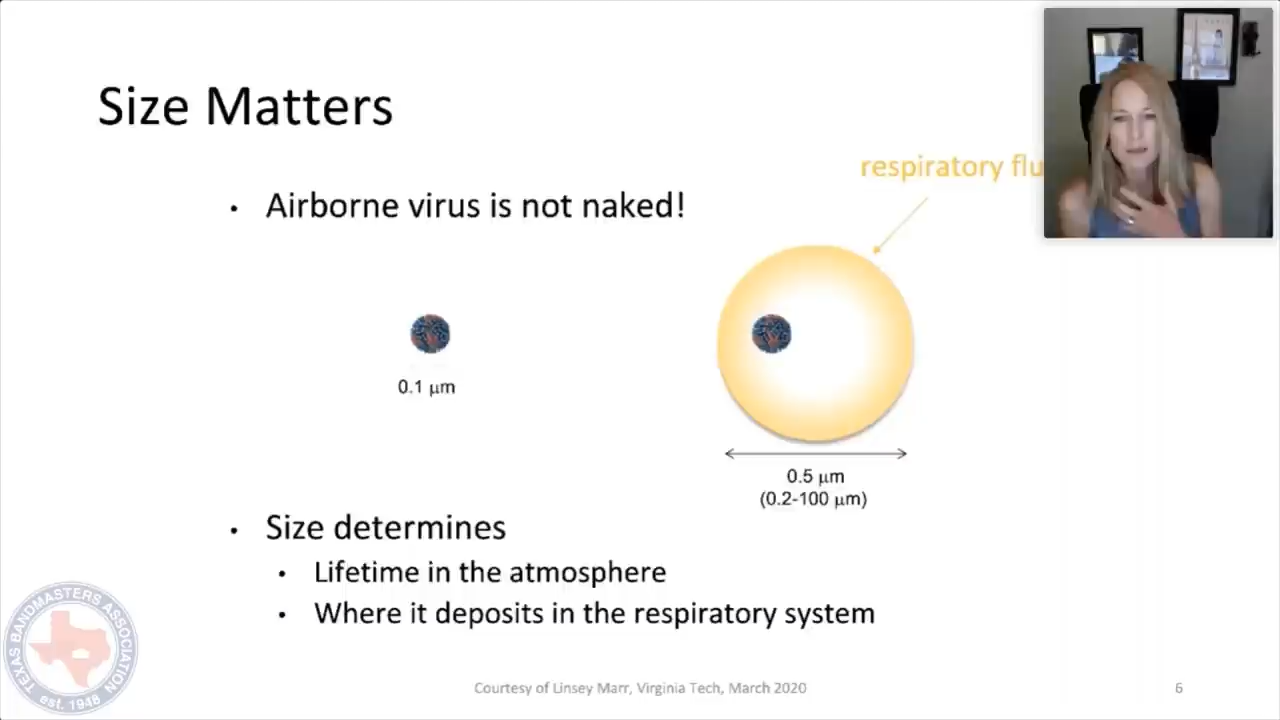 Size Matters
respiratory flu
• Airborne virus is not naked!
0.1 μm
0.5 μm
(0.2-100 μm)
• Size determines
• Lifetime in the atmosphere
• Where it deposits in the respiratory system
TEXAS BANDMASTERS ASSOCIATION
est. 1948
Courtesy of Linsey Marr, Virginia Tech, March 2020
6